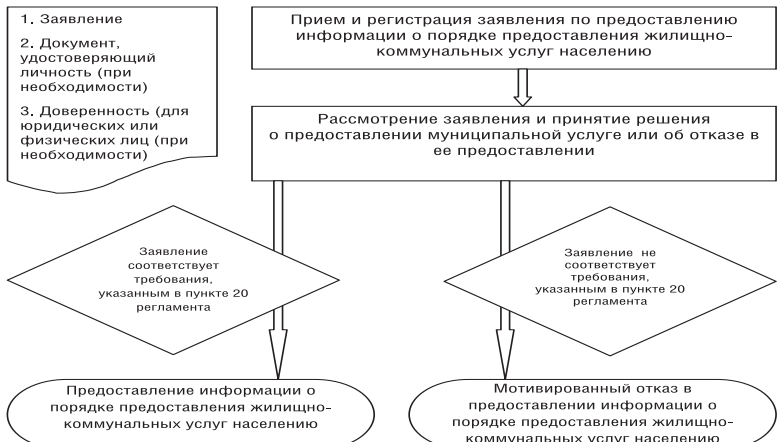 1. Заявление
2. Документ,
удостоверяющий
личность (при
необходимости)
3. Доверенность (для
юридических или
физических лиц (при
необходимости)
Прием и регистрация заявления по предоставлению
информации о порядке предоставления жилищно-
коммунальных услуг населению
Рассмотрение заявления и принятие решения
о предоставлении муниципальной услуге или об отказе в
ее предоставлении
Заявление
соответствует
требования,
указанным в пункте 20
регламента
Заявление не
соответствует
требования,
указанным в пункте 20
регламента
Предоставление информации о
порядке предоставления жилищно-
коммунальных услуг населению
Мотивированный отказ в
предоставлении информации о
порядке предоставления жилищно-
коммунальных услуг населению